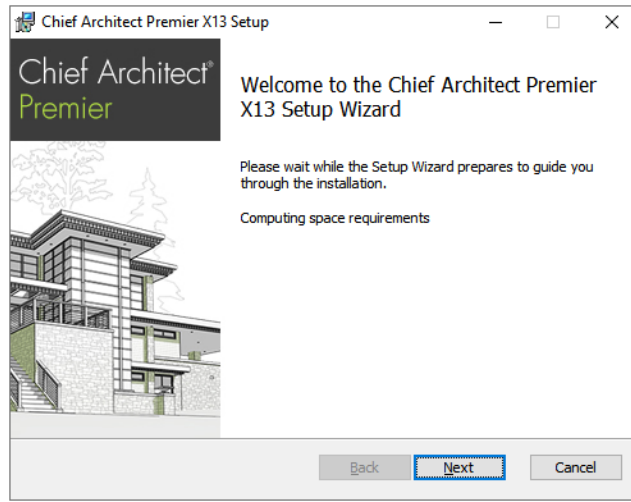 Chief Architect Premier X13 Setup
Chief Architect®
Premier
Welcome to the Chief Architect Premier
X13 Setup Wizard
Please wait while the Setup Wizard prepares to guide you
through the installation.
Computing space requirements
Back Next Cancel